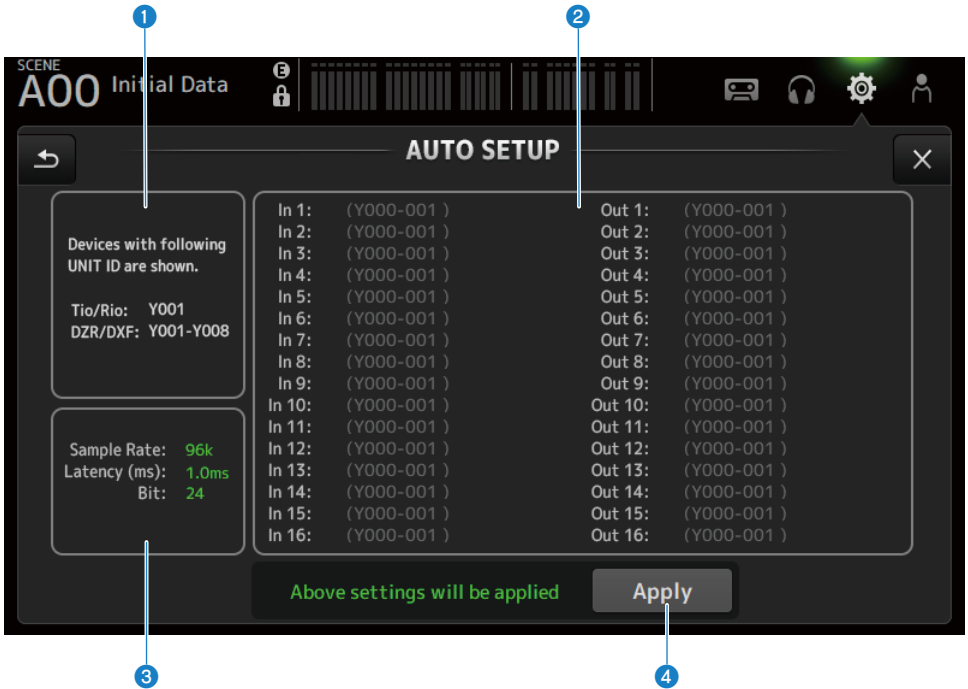 1
2
SCENE
A00 Initial Data
E
AUTO SETUP
Devices with following
UNIT ID are shown.
Tio/Rio: Y001
DZR/DXF: Y001-Y008
Sample Rate: 96k
Latency (ms): 1.0ms
Bit: 24
In 1: (Y000-001 ) Out 1: (Y000-001 )
In 2: (Y000-001 ) Out 2: (Y000-001 )
In 3: (Y000-001 ) Out 3: (Y000-001 )
In 4: (Y000-001 ) Out 4: (Y000-001 )
In 5: (Y000-001 ) Out 5: (Y000-001 )
In 6: (Y000-001 ) Out 6: (Y000-001 )
In 7: (Y000-001 ) Out 7: (Y000-001 )
In 8: (Y000-001 ) Out 8: (Y000-001 )
In 9: (Y000-001 ) Out 9: (Y000-001 )
In 10: (Y000-001 ) Out 10: (Y000-001 )
In 11: (Y000-001 ) Out 11: (Y000-001 )
In 12: (Y000-001 ) Out 12: (Y000-001 )
In 13: (Y000-001 ) Out 13: (Y000-001 )
In 14: (Y000-001 ) Out 14: (Y000-001 )
In 15: (Y000-001 ) Out 15: (Y000-001 )
In 16: (Y000-001 ) Out 16: (Y000-001 )
Above settings will be applied Apply
3
4